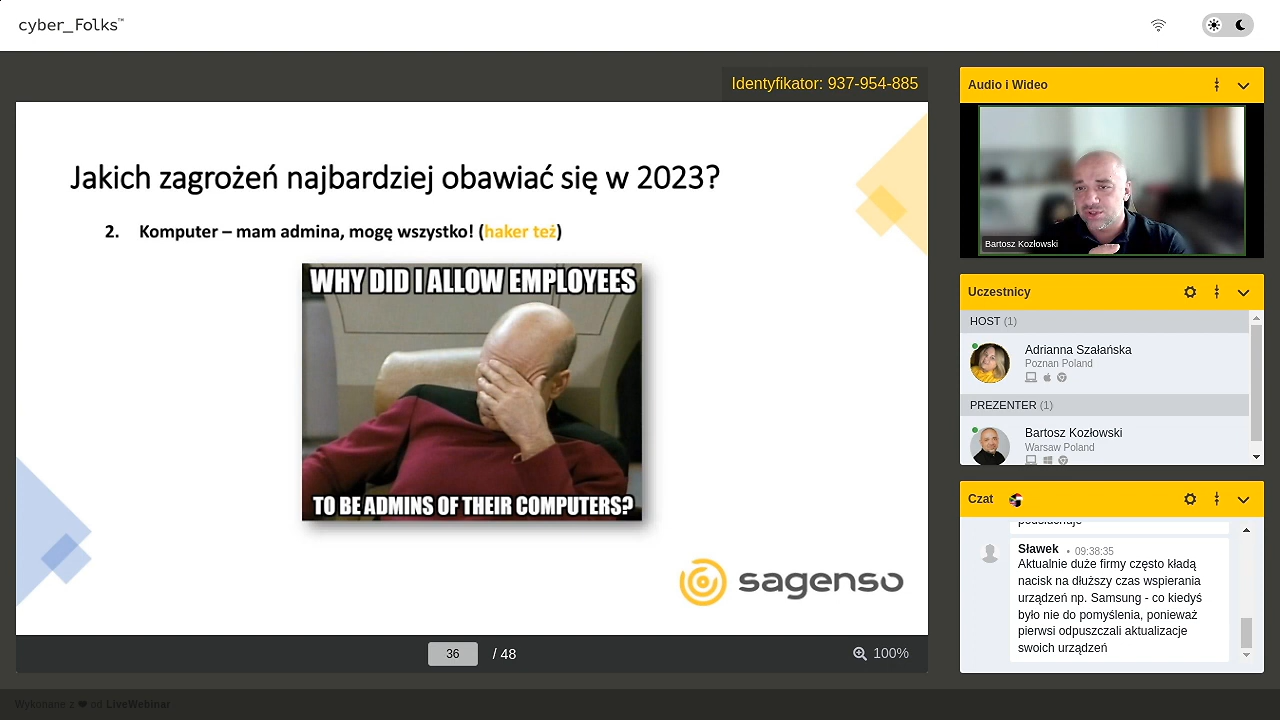 cyber_Folks™
Identyfikator: 937-954-885
Jakich zagrożeń najbardziej obawiać się w 2023?
2. Komputer – mam admina, mogę wszystko! (haker też)
WHY DID I ALLOW EMPLOYEES
TO BE ADMINS OF THEIR COMPUTERS?
sagenso
36 / 48
100%
Audio i Wideo
Bartosz Kozłowski
Uczestnicy
HOST (1)
Adrianna Szałańska
Poznan Poland
PREZENTER (1)
Bartosz Kozłowski
Warsaw Poland
Czat
podsłuchuje
Sławek • 09:38:35
Aktualnie duże firmy często kładą
nacisk na dłuższy czas wspierania
urządzeń np. Samsung - co kiedyś
było nie do pomyślenia, ponieważ
pierwsi odpuszczali aktualizacje
swoich urządzeń
Wykonane z ❤ od LiveWebinar